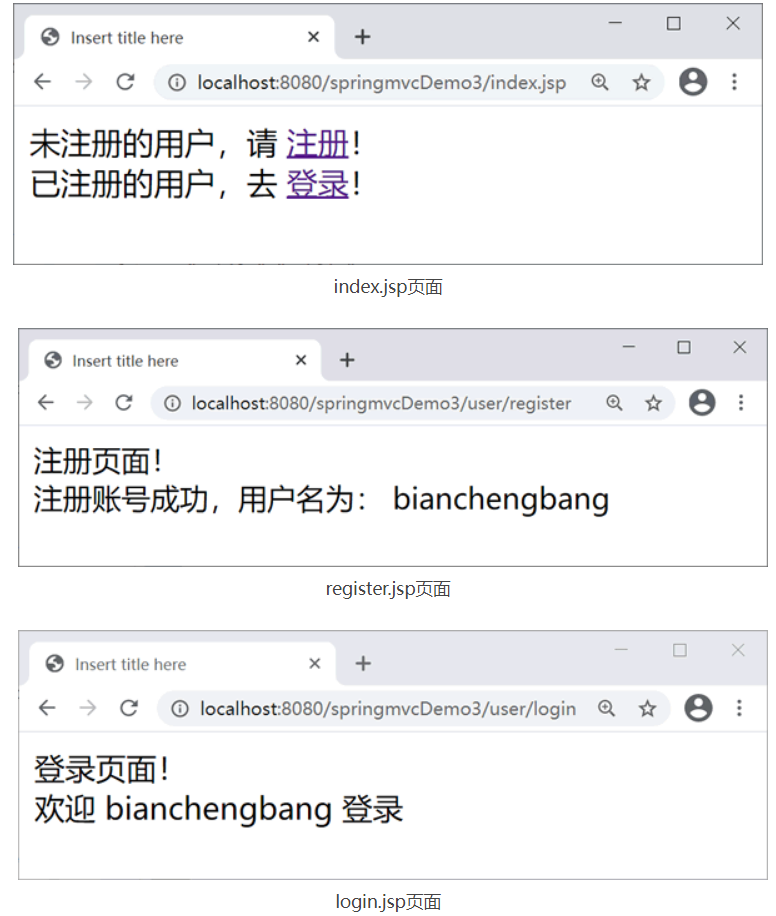 Insert title here
localhost:8080/springmvcDemo3/index.jsp
未注册的用户，请 注册！
已注册的用户，去 登录！
index.jsp页面
Insert title here
localhost:8080/springmvcDemo3/user/register
注册页面！
注册账号成功，用户名为： bianchengbang
register.jsp页面
Insert title here
localhost:8080/springmvcDemo3/user/login
登录页面！
欢迎 bianchengbang 登录
login.jsp页面